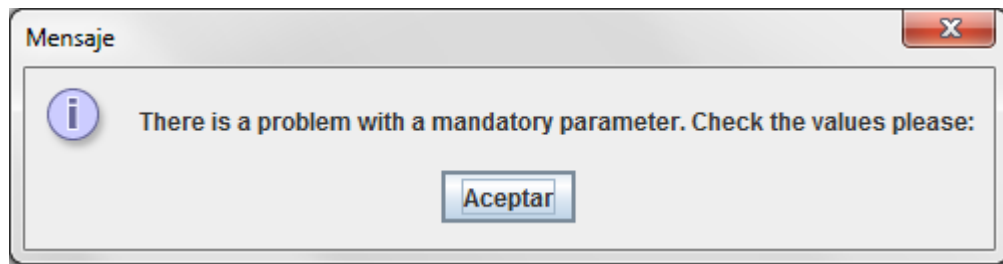 Mensaje
There is a problem with a mandatory parameter. Check the values please:
Aceptar